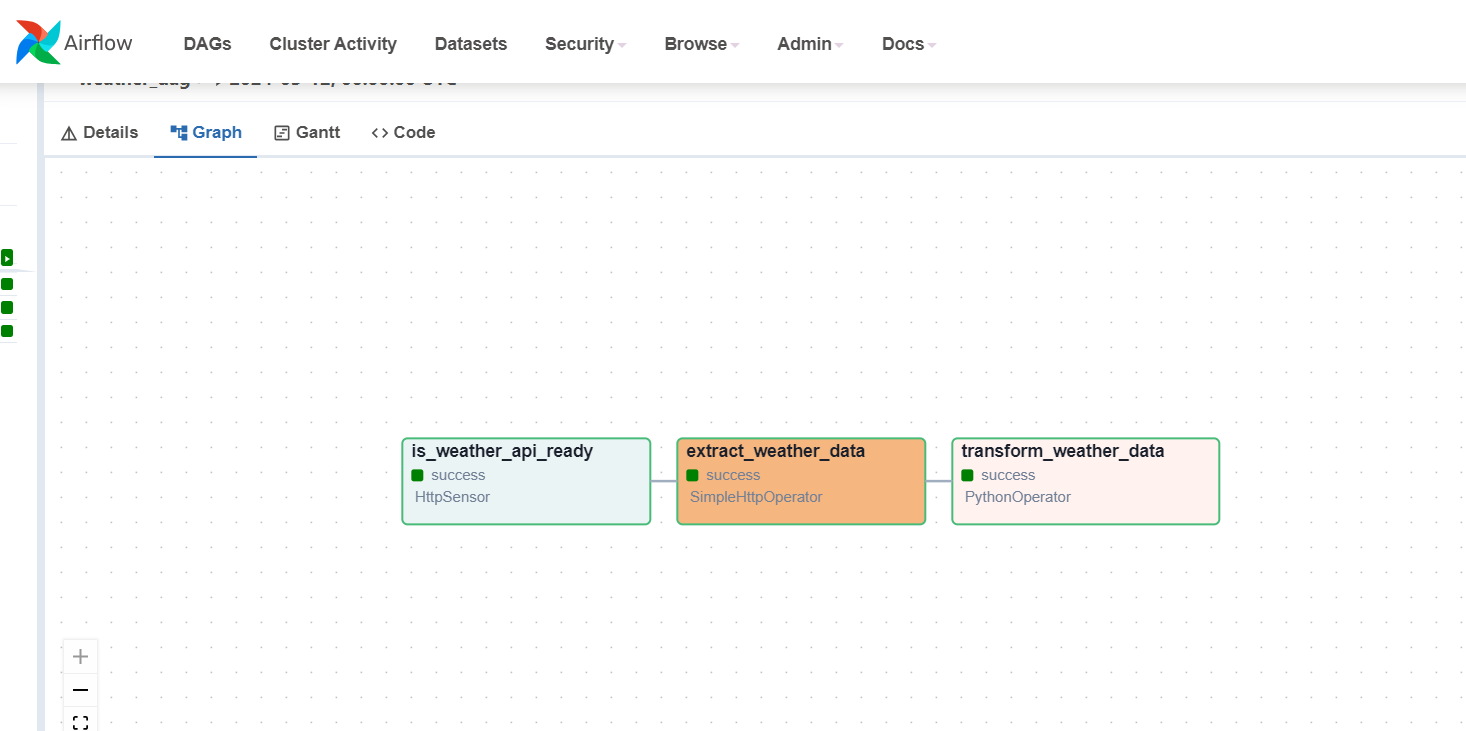 Airflow
DAGs Cluster Activity Datasets Security Browse Admin Docs
Details Graph Gantt <> Code
is_weather_api_ready
success
HttpSensor
extract_weather_data
success
SimpleHttpOperator
transform_weather_data
success
PythonOperator